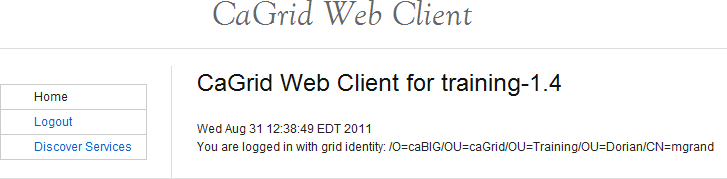 CaGrid Web Client
Home
Logout
Discover Services
CaGrid Web Client for training-1.4
Wed Aug 31 12:38:49 EDT 2011
You are logged in with grid identity: /O=caBIG/OU=caGrid/OU=Training/OU=Dorian/CN=mgrand